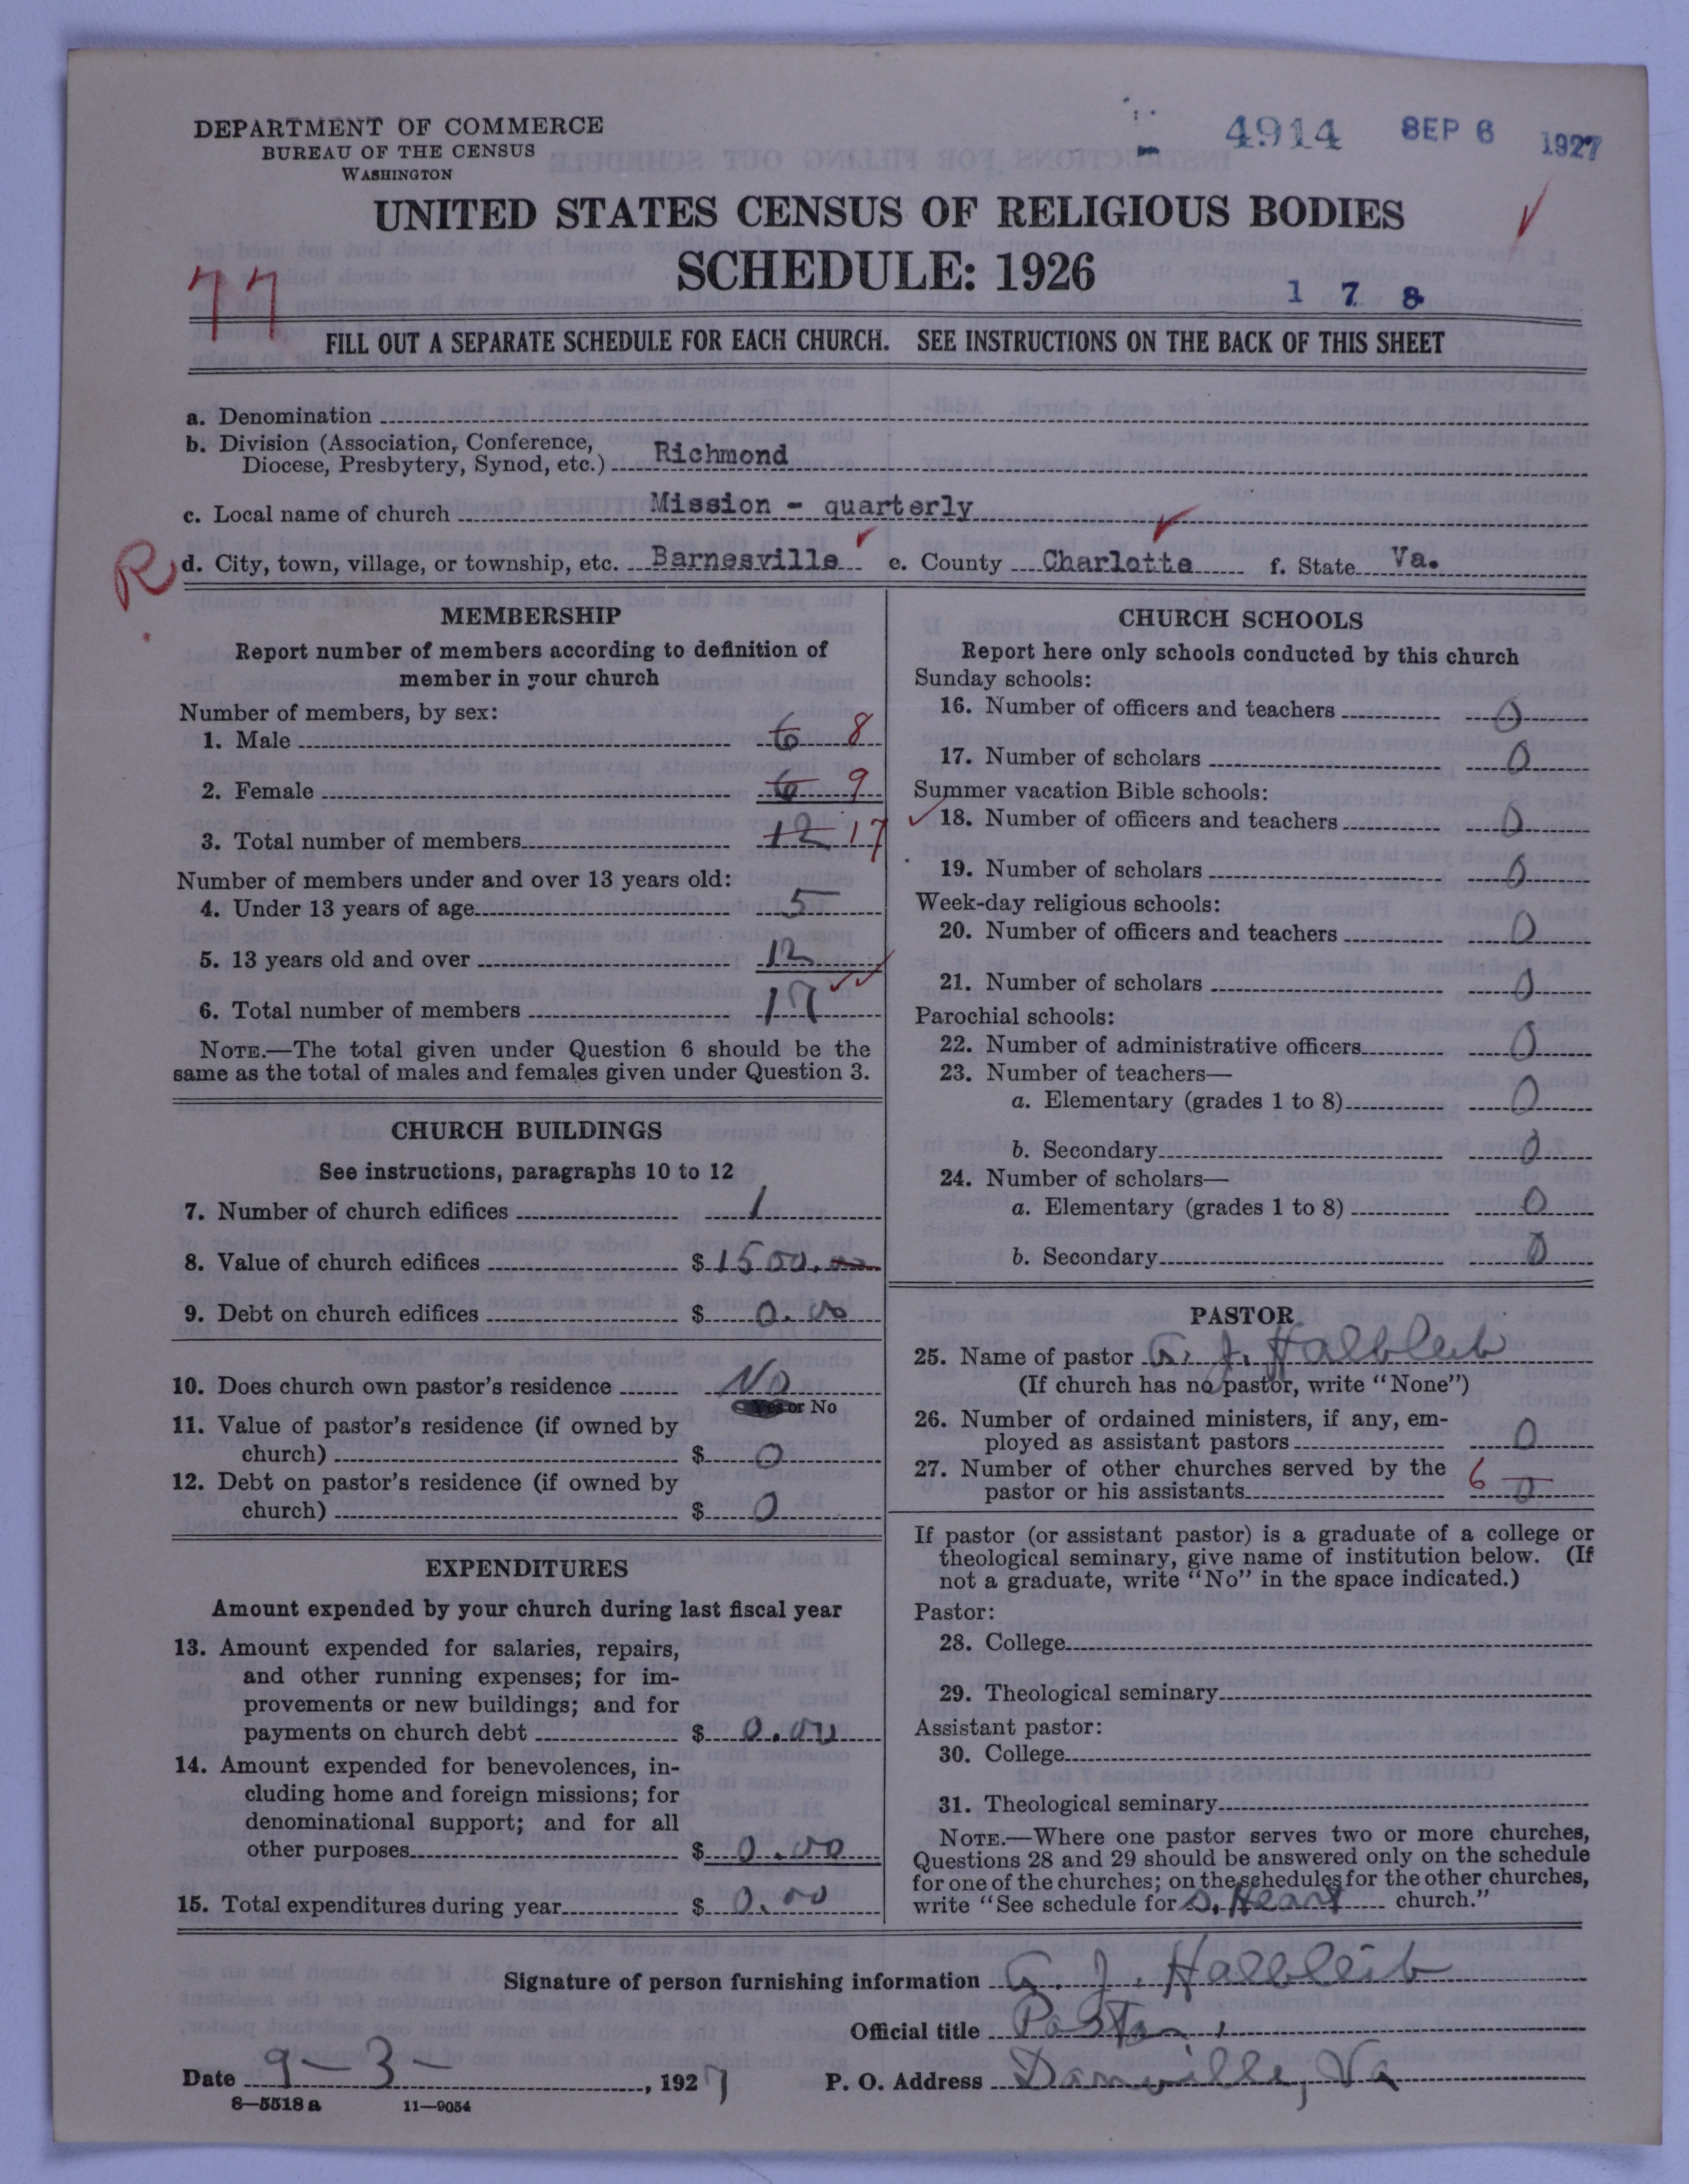 DEPARTMENT OF COMMERCE
BUREAU OF THE CENSUS
WASHINGTON
4914 SEP 6 1927
UNITED STATES CENSUS OF RELIGIOUS BODIES
SCHEDULE: 1926
77
1 7 8
FILL OUT A SEPARATE SCHEDULE FOR EACH CHURCH. SEE INSTRUCTIONS ON THE BACK OF THIS SHEET
a. Denomination
b. Division (Association, Conference,
Diocese, Presbytery, Synod, etc.) Richmond
c. Local name of church Mission - quarterly
R d. City, town, village, or township, etc. Barnesville e. County Charlotte f. State Va.
MEMBERSHIP
Report number of members according to definition of
member in your church
Number of members, by sex:
1. Male 6 8
2. Female 6 9
3. Total number of members 12 17
Number of members under and over 13 years old:
4. Under 13 years of age 5
5. 13 years old and over 12
6. Total number of members 17
NOTE.—The total given under Question 6 should be the
same as the total of males and females given under Question 3.
CHURCH BUILDINGS
See instructions, paragraphs 10 to 12
7. Number of church edifices 1
8. Value of church edifices $ 1500.00
9. Debt on church edifices $ 0.00
10. Does church own pastor's residence No
Yes or No
11. Value of pastor's residence (if owned by
church) $ 0
12. Debt on pastor's residence (if owned by
church) $ 0
EXPENDITURES
Amount expended by your church during last fiscal year
13. Amount expended for salaries, repairs,
and other running expenses; for im-
provements or new buildings; and for
payments on church debt $ 0.00
14. Amount expended for benevolences, in-
cluding home and foreign missions; for
denominational support; and for all
other purposes $ 0.00
15. Total expenditures during year $ 0.00
CHURCH SCHOOLS
Report here only schools conducted by this church
Sunday schools:
16. Number of officers and teachers 0
17. Number of scholars 0
Summer vacation Bible schools:
18. Number of officers and teachers 0
19. Number of scholars 0
Week-day religious schools:
20. Number of officers and teachers 0
21. Number of scholars 0
Parochial schools:
22. Number of administrative officers 0
23. Number of teachers—
a. Elementary (grades 1 to 8) 0
b. Secondary 0
24. Number of scholars—
a. Elementary (grades 1 to 8) 0
b. Secondary 0
PASTOR
25. Name of pastor A. J. Halbleib
(If church has no pastor, write "None")
26. Number of ordained ministers, if any, em-
ployed as assistant pastors 0
27. Number of other churches served by the
pastor or his assistants 6 0
If pastor (or assistant pastor) is a graduate of a college or
theological seminary, give name of institution below. (If
not a graduate, write "No" in the space indicated.)
Pastor:
28. College
29. Theological seminary
Assistant pastor:
30. College
31. Theological seminary
NOTE.—Where one pastor serves two or more churches,
Questions 28 and 29 should be answered only on the schedule
for one of the churches; on the schedules for the other churches,
write "See schedule for S. Heart church."
Signature of person furnishing information A. J. Halbleib
Official title Pastor
Date 9-3-, 1927 P. O. Address Danville, Va
8—5518 a 11—9054